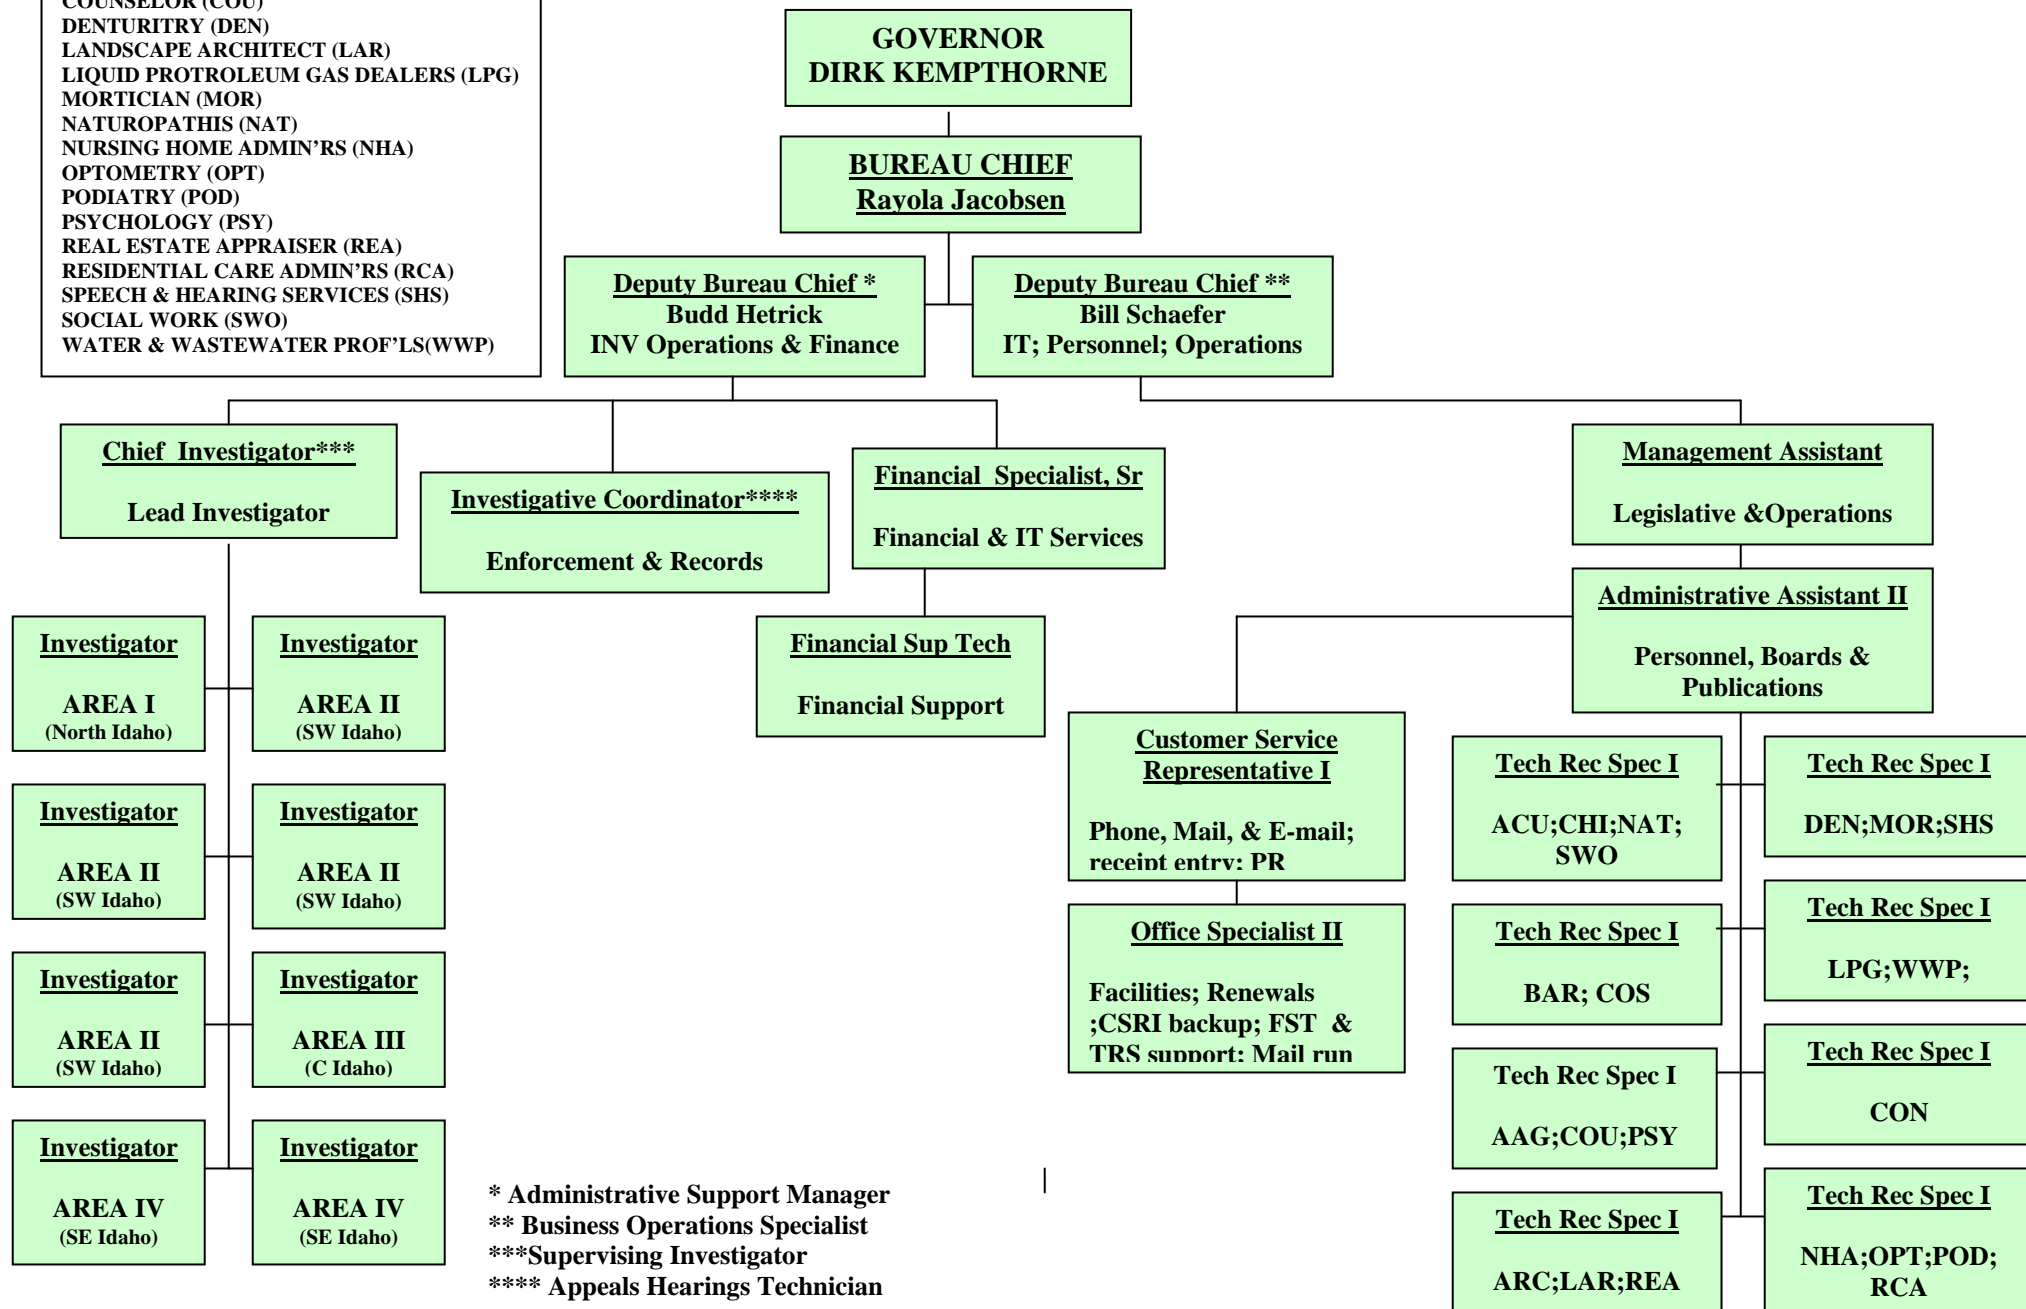 COUNSELOR (COU)
DENTURITRY (DEN)
LANDSCAPE ARCHITECT (LAR)
LIQUID PROTROLEUM GAS DEALERS (LPG)
MORTICIAN (MOR)
NATUROPATHIS (NAT)
NURSING HOME ADMIN'RS (NHA)
OPTOMETRY (OPT)
PODIATRY (POD)
PSYCHOLOGY (PSY)
REAL ESTATE APPRAISER (REA)
RESIDENTIAL CARE ADMIN'RS (RCA)
SPEECH & HEARING SERVICES (SHS)
SOCIAL WORK (SWO)
WATER & WASTEWATER PROF'LS(WWP)
GOVERNOR
DIRK KEMPTHORNE
BUREAU CHIEF
Rayola Jacobsen
Deputy Bureau Chief *
Budd Hetrick
INV Operations & Finance
Deputy Bureau Chief **
Bill Schaefer
IT; Personnel; Operations
Chief  Investigator***
Lead Investigator
Investigative Coordinator****
Enforcement & Records
Financial  Specialist, Sr
Financial & IT Services
Management Assistant
Legislative &Operations
Administrative Assistant II
Personnel, Boards &
Publications
Financial Sup Tech
Financial Support
Investigator
AREA I
(North Idaho)
Investigator
AREA II
(SW Idaho)
Investigator
AREA II
(SW Idaho)
Investigator
AREA II
(SW Idaho)
Investigator
AREA II
(SW Idaho)
Investigator
AREA III
(C Idaho)
Investigator
AREA IV
(SE Idaho)
Investigator
AREA IV
(SE Idaho)
Customer Service
Representative I
Phone, Mail, & E-mail;
receipt entry; PR
Office Specialist II
Facilities; Renewals
;CSRI backup; FST  &
TRS support; Mail run
Tech Rec Spec I
ACU;CHI;NAT;
SWO
Tech Rec Spec I
DEN;MOR;SHS
Tech Rec Spec I
BAR; COS
Tech Rec Spec I
LPG;WWP;
Tech Rec Spec I
AAG;COU;PSY
Tech Rec Spec I
CON
Tech Rec Spec I
ARC;LAR;REA
Tech Rec Spec I
NHA;OPT;POD;
RCA
* Administrative Support Manager
** Business Operations Specialist
***Supervising Investigator
**** Appeals Hearings Technician